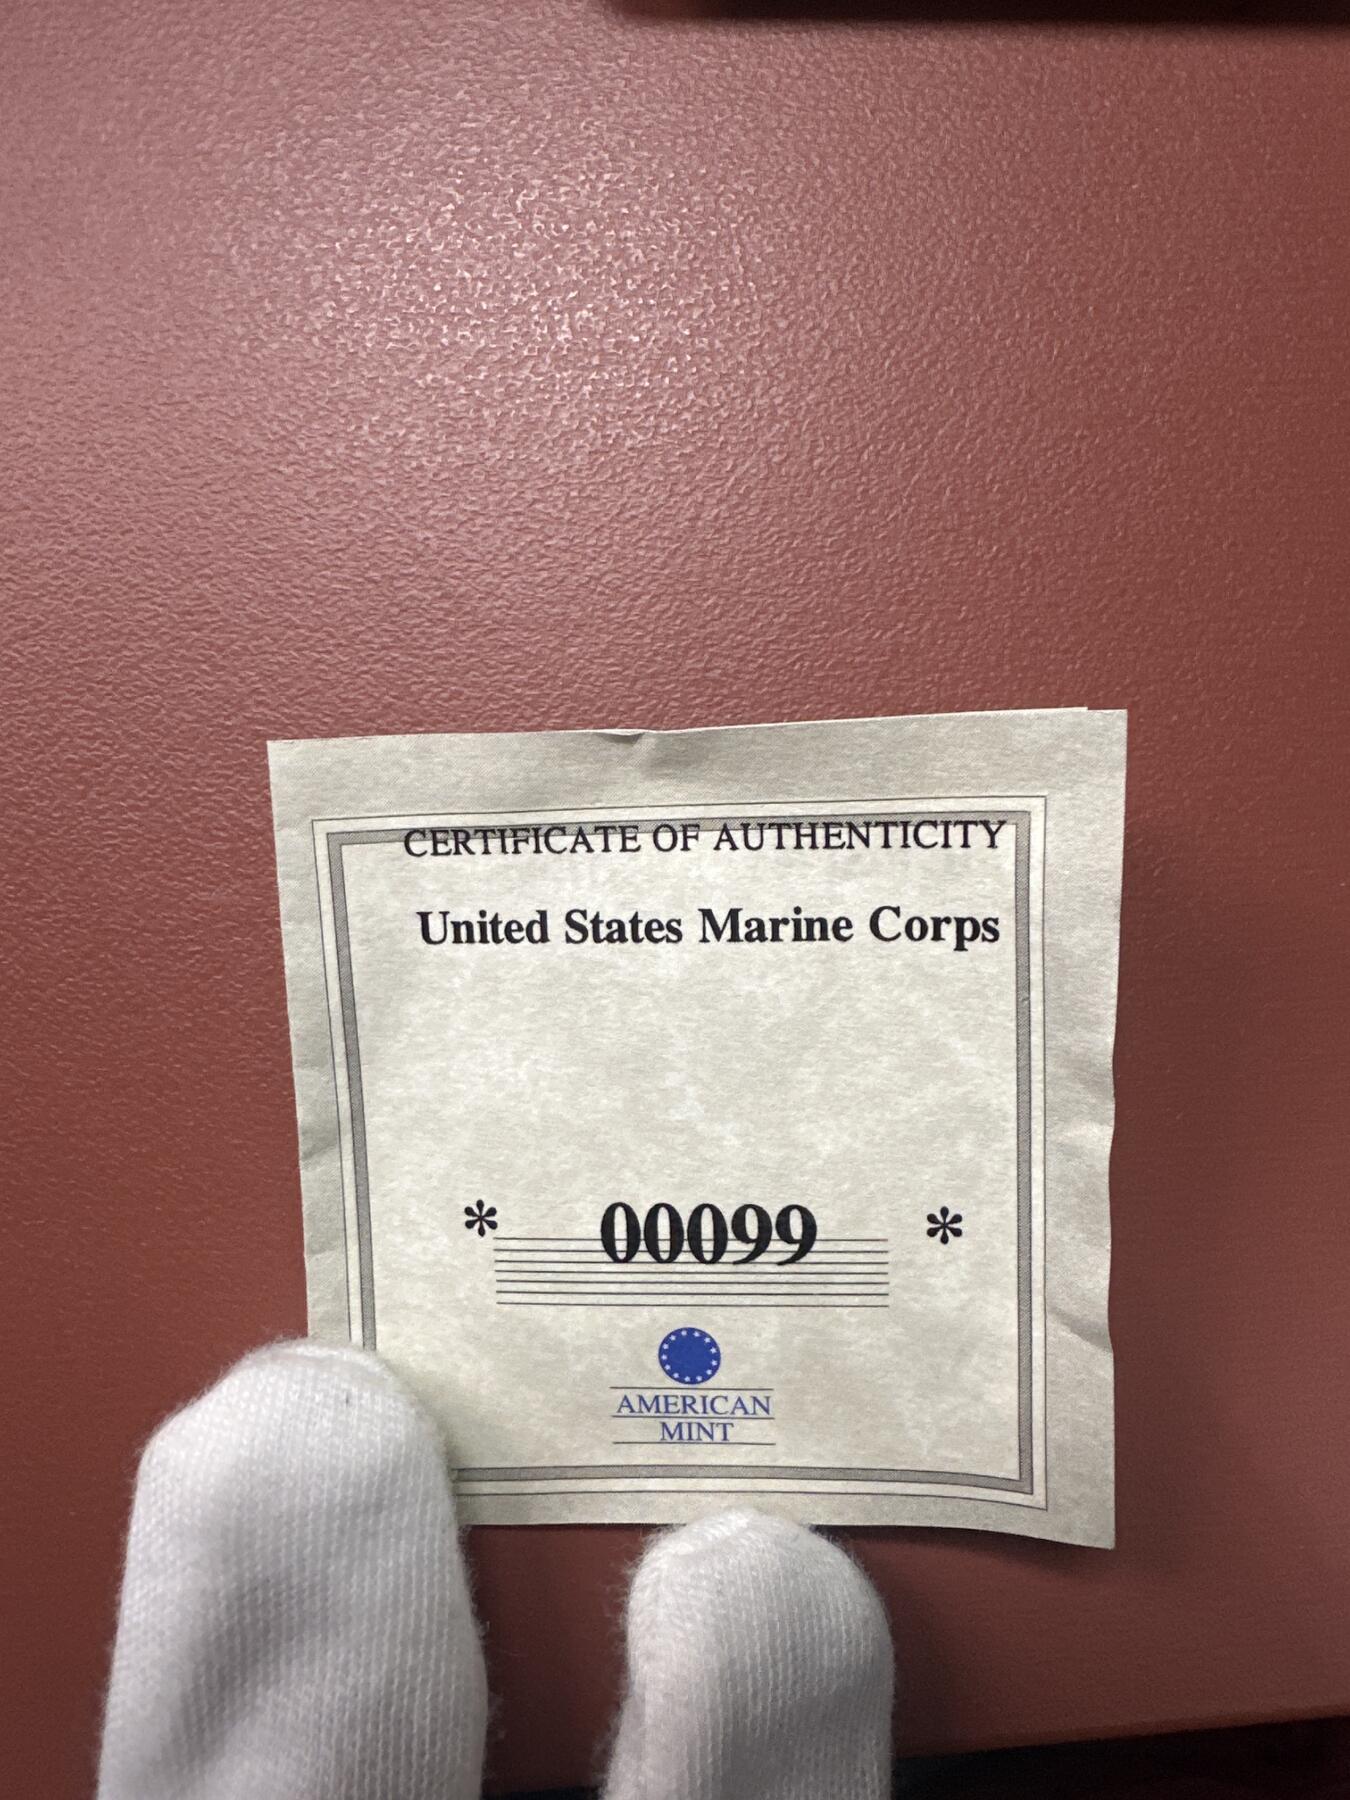 CERTIFICATE OF AUTHENTICITY
United States Marine Corps
* 00099 *
AMERICAN
MINT